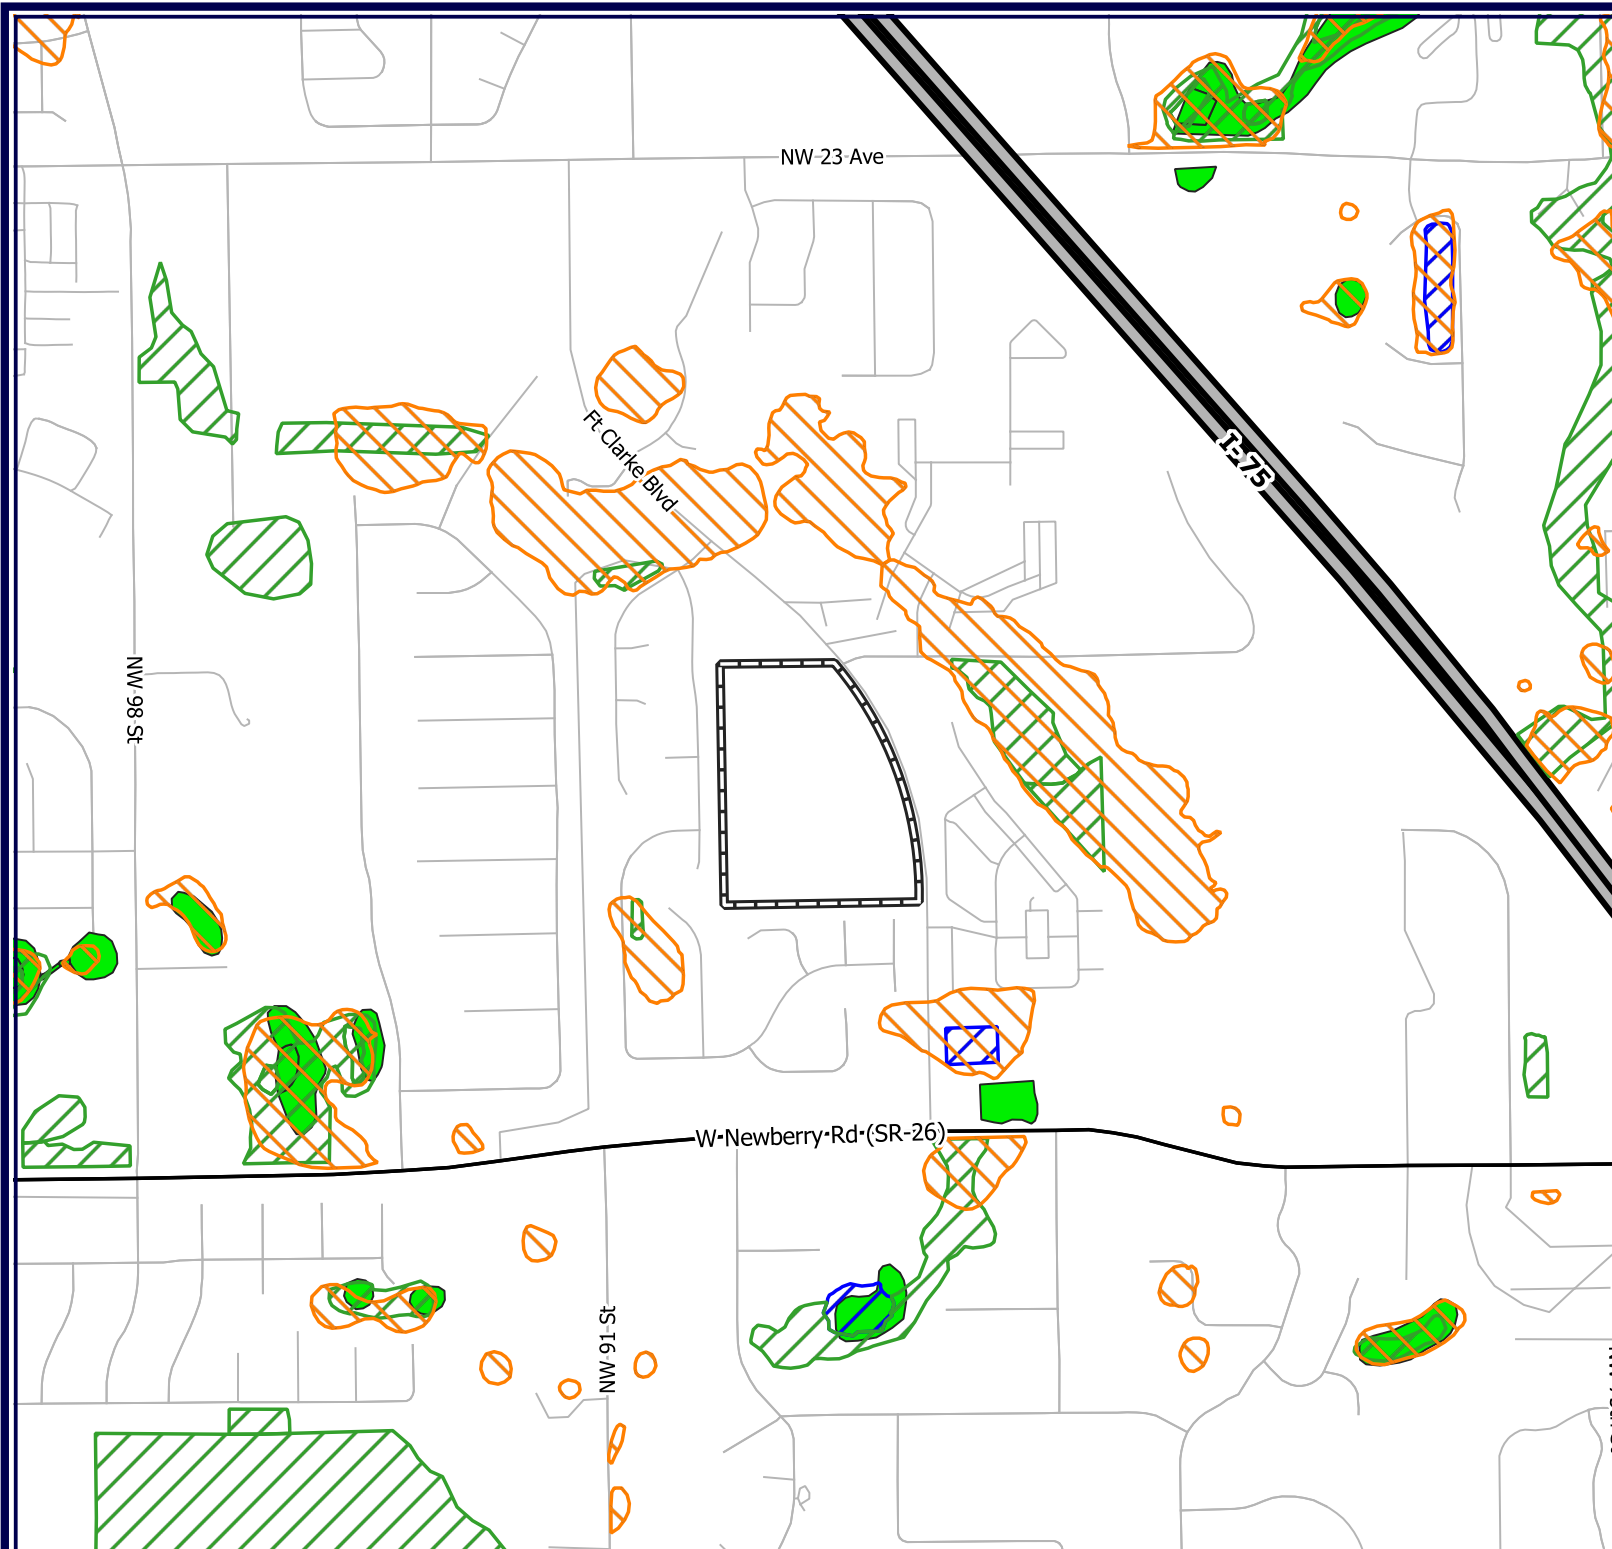 NW 23 Ave
I-75
Ft Clarke Blvd
NW 98 St
W Newberry Rd (SR-26)
NW 91 St